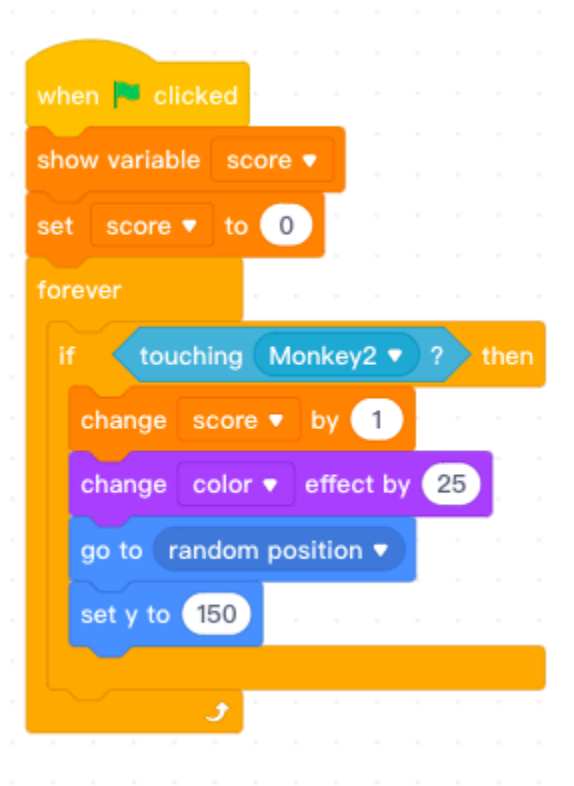 when clicked
show variable score
set score to 0
forever
if touching Monkey2 ? then
change score by 1
change color effect by 25
go to random position
set y to 150